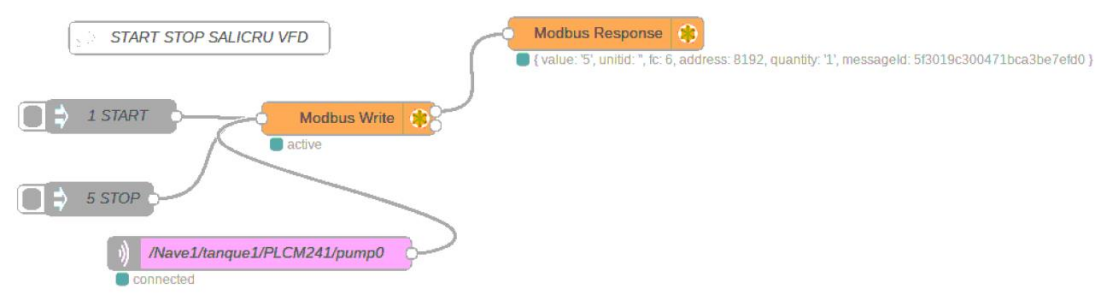 START STOP SALICRU VFD
Modbus Response
{ value: '5', unitid: '', fc: 6, address: 8192, quantity: '1', messageId: 5f3019c300471bca3be7efd0 }
1 START
Modbus Write
active
5 STOP
/Nave1/tanque1/PLCM241/pump0
connected